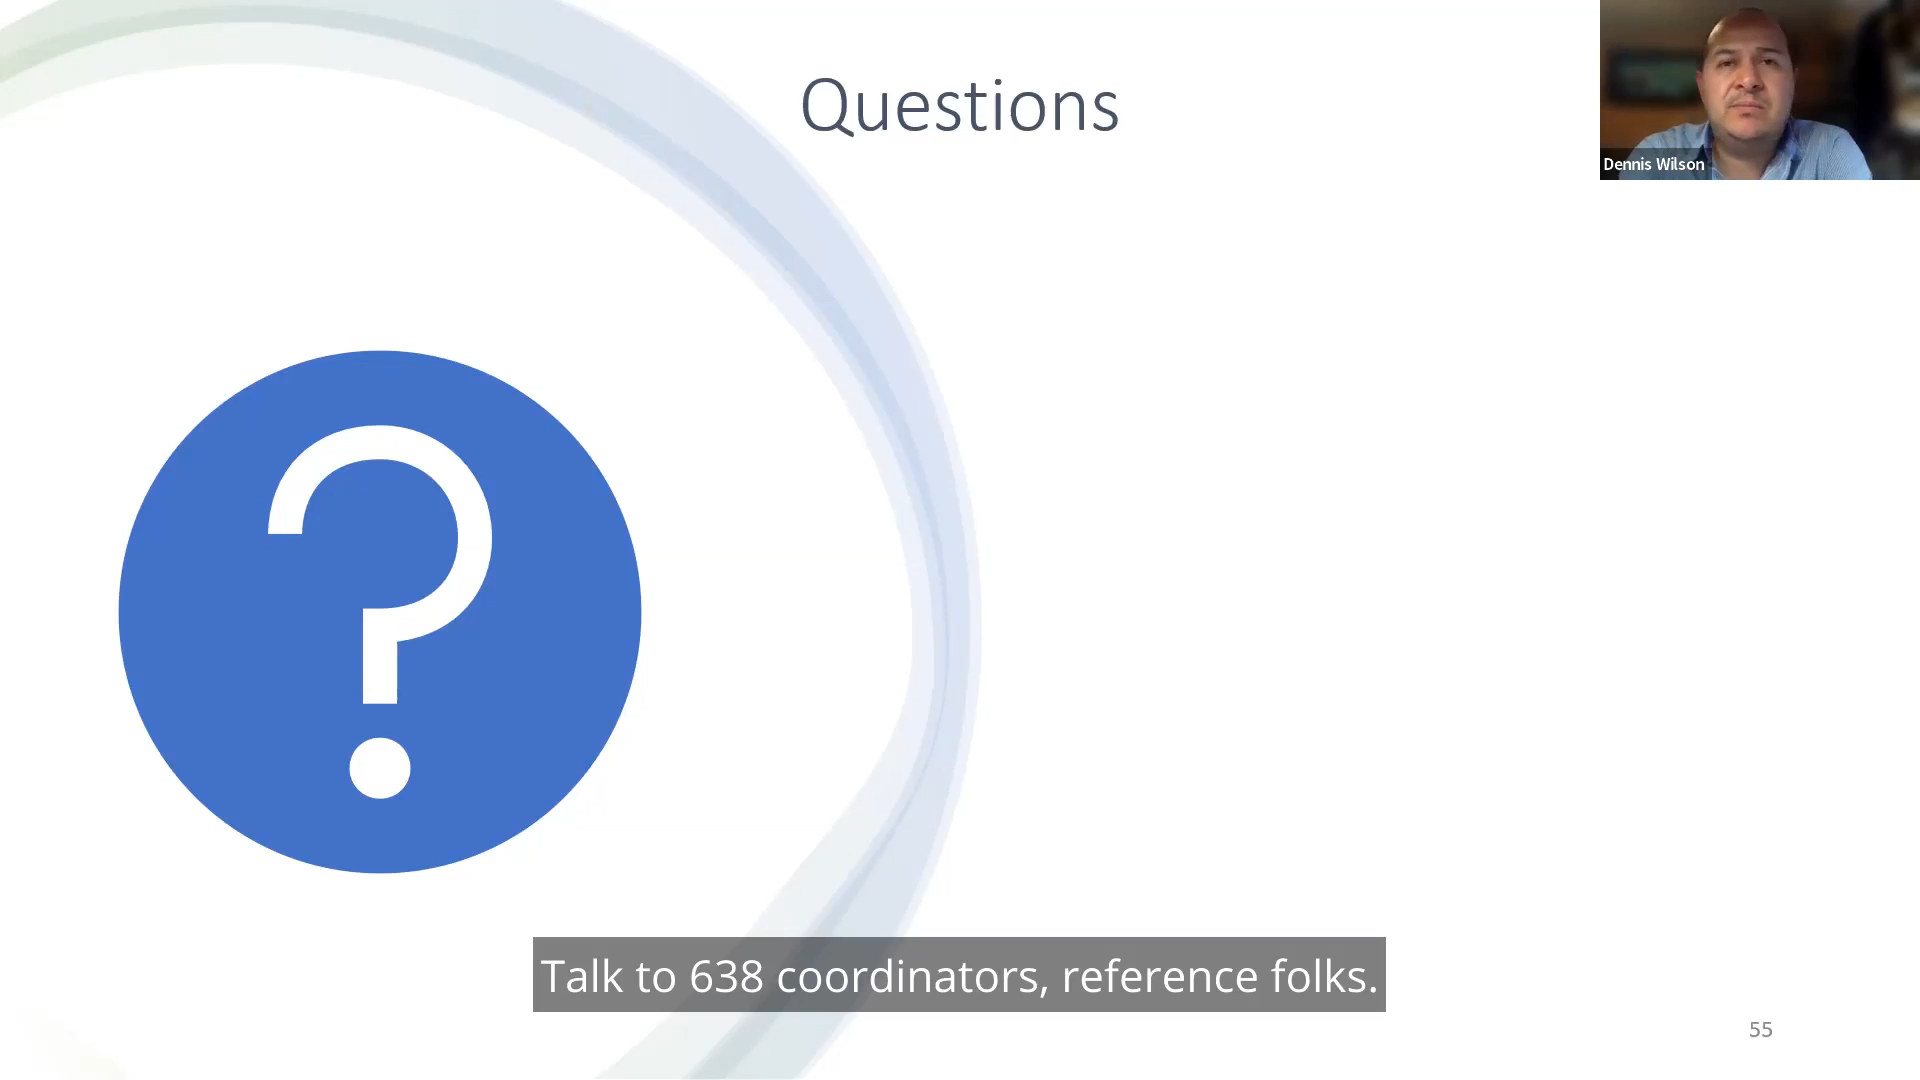 Questions
Dennis Wilson
Talk to 638 coordinators, reference folks.
55